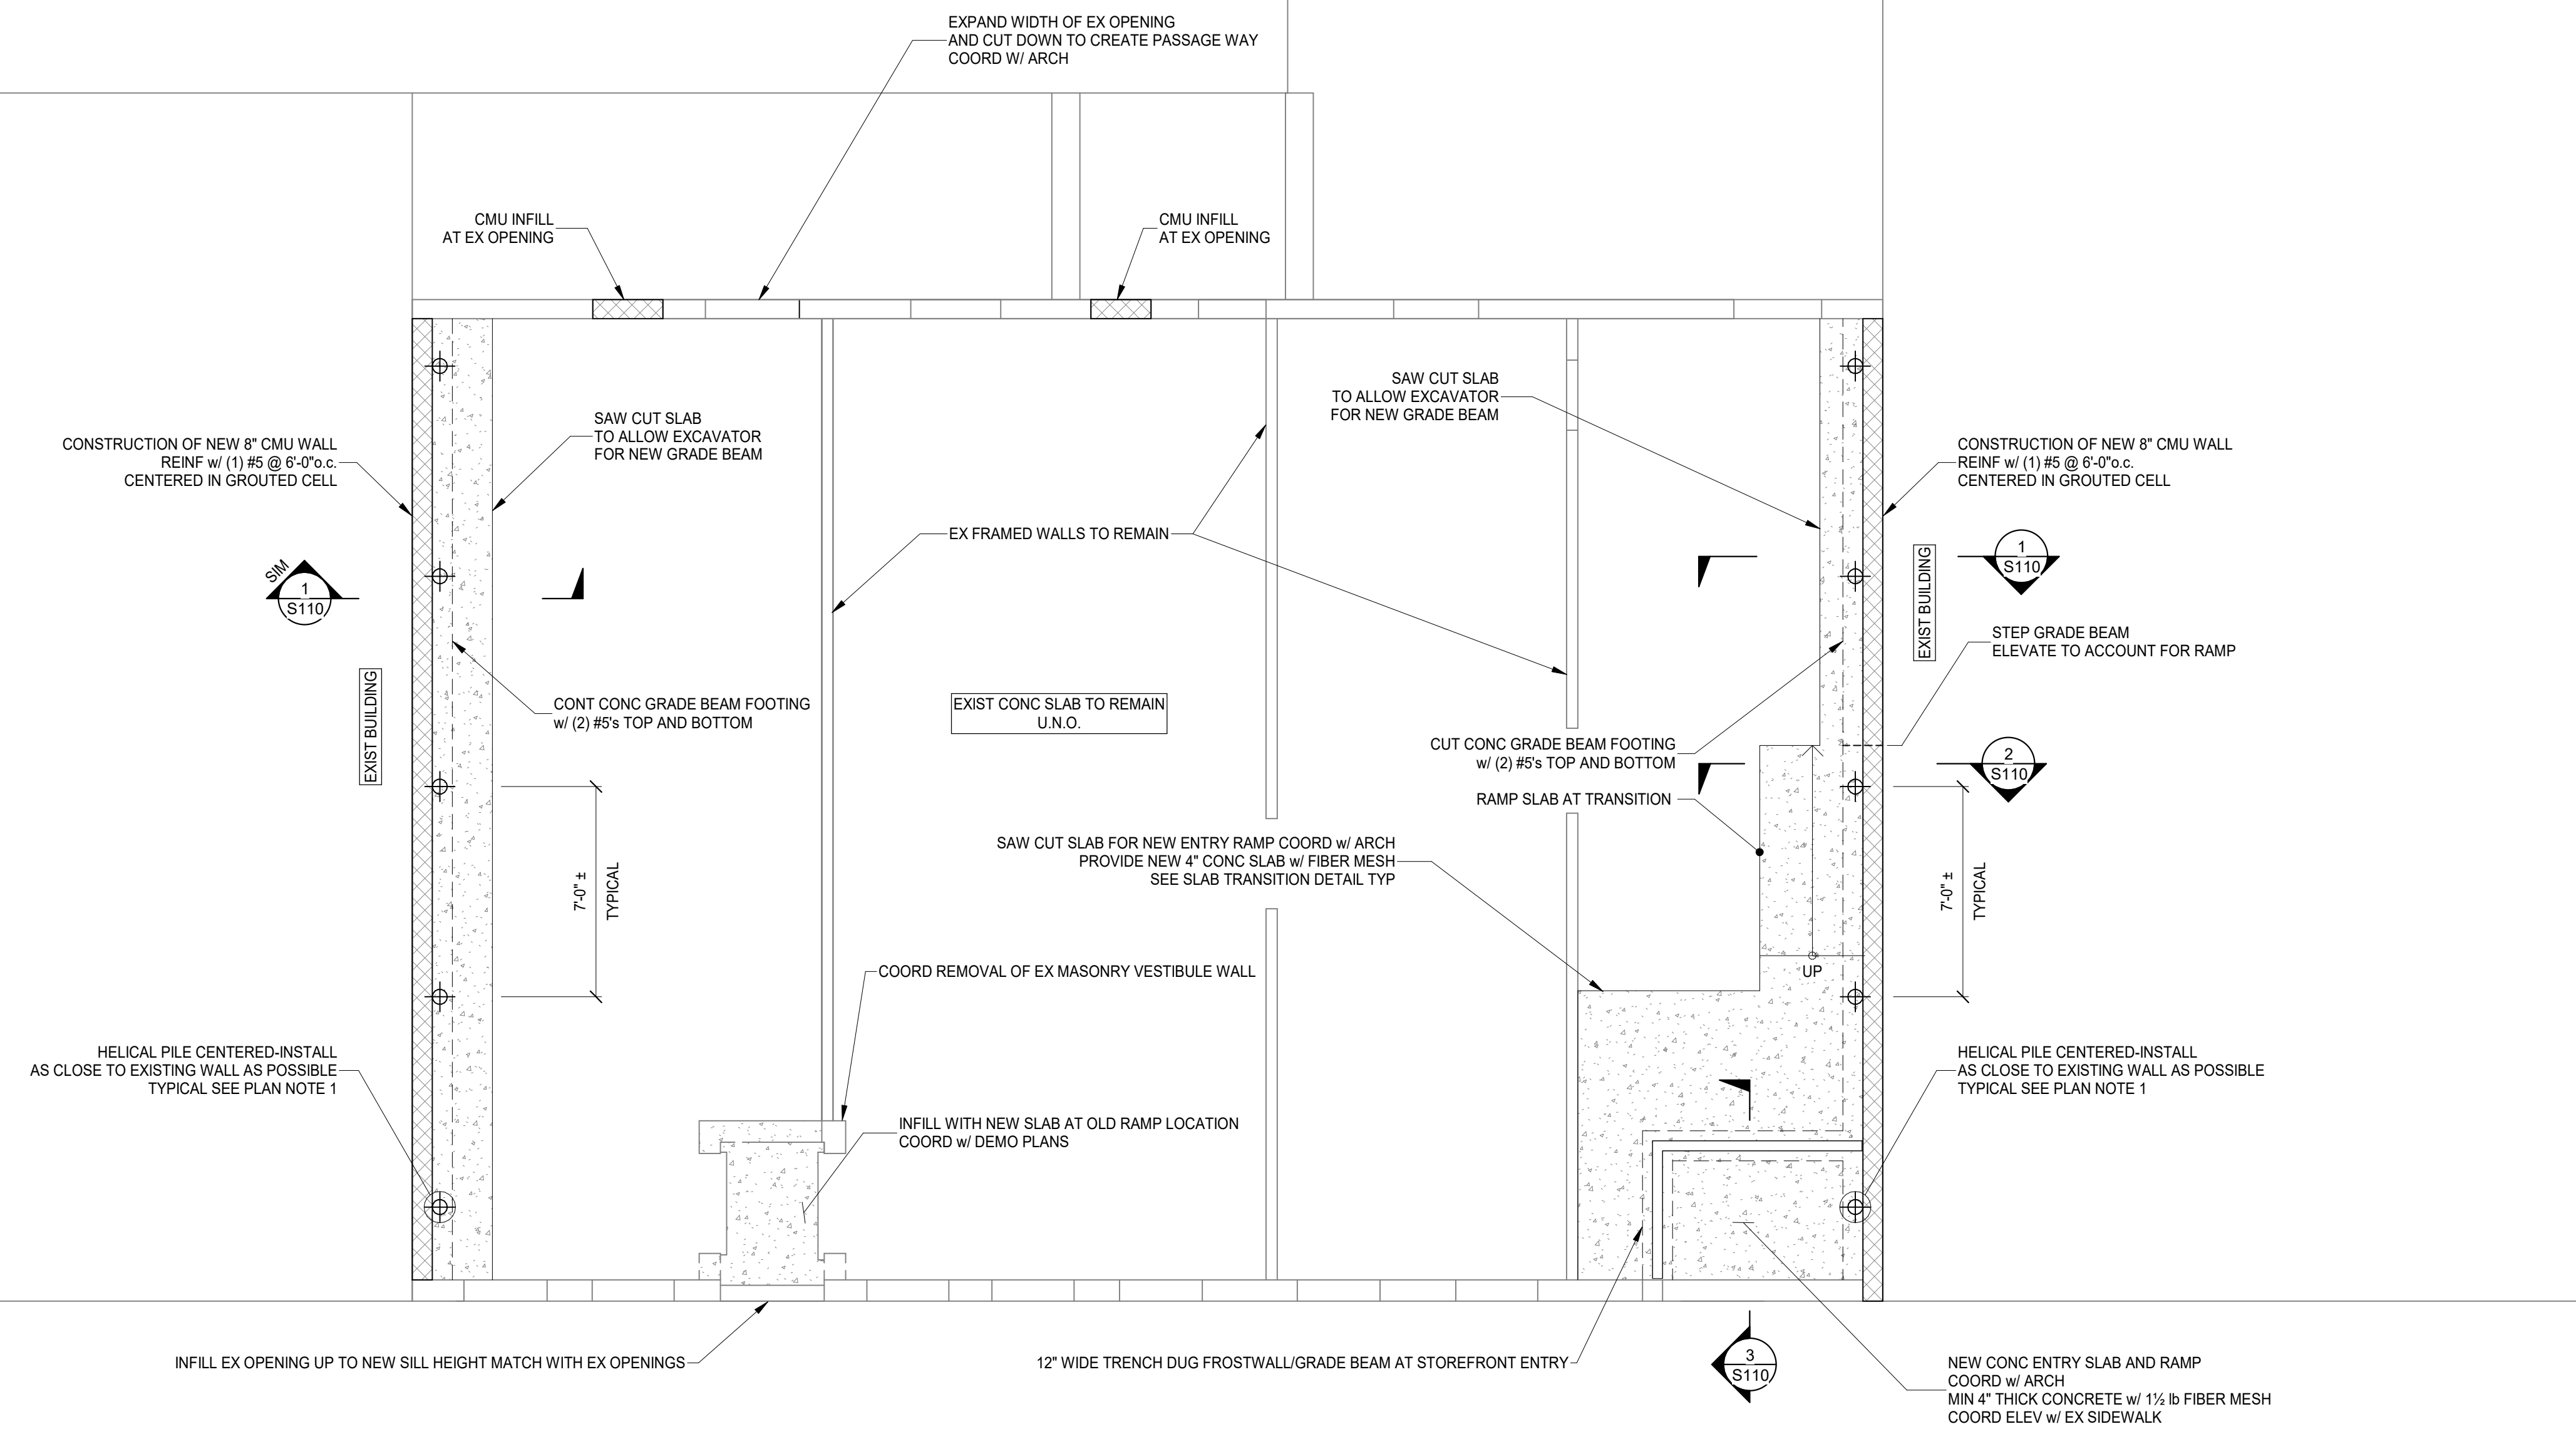 EXPAND WIDTH OF EX OPENING
AND CUT DOWN TO CREATE PASSAGE WAY
COORD W/ ARCH
CMU INFILL
AT EX OPENING
CMU INFILL
AT EX OPENING
SAW CUT SLAB
TO ALLOW EXCAVATOR
FOR NEW GRADE BEAM
SAW CUT SLAB
TO ALLOW EXCAVATOR
FOR NEW GRADE BEAM
CONSTRUCTION OF NEW 8" CMU WALL
REINF w/ (1) #5 @ 6'-0"o.c.
CENTERED IN GROUTED CELL
CONSTRUCTION OF NEW 8" CMU WALL
REINF w/ (1) #5 @ 6'-0"o.c.
CENTERED IN GROUTED CELL
EX FRAMED WALLS TO REMAIN
SIM
1
S110
1
S110
EXIST BUILDING
EXIST BUILDING
STEP GRADE BEAM
ELEVATE TO ACCOUNT FOR RAMP
CONT CONC GRADE BEAM FOOTING
w/ (2) #5's TOP AND BOTTOM
EXIST CONC SLAB TO REMAIN
U.N.O.
CUT CONC GRADE BEAM FOOTING
w/ (2) #5's TOP AND BOTTOM
2
S110
RAMP SLAB AT TRANSITION
SAW CUT SLAB FOR NEW ENTRY RAMP COORD w/ ARCH
PROVIDE NEW 4" CONC SLAB w/ FIBER MESH
SEE SLAB TRANSITION DETAIL TYP
7'-0" ±
TYPICAL
7'-0" ±
TYPICAL
COORD REMOVAL OF EX MASONRY VESTIBULE WALL
UP
HELICAL PILE CENTERED-INSTALL
AS CLOSE TO EXISTING WALL AS POSSIBLE
TYPICAL SEE PLAN NOTE 1
HELICAL PILE CENTERED-INSTALL
AS CLOSE TO EXISTING WALL AS POSSIBLE
TYPICAL SEE PLAN NOTE 1
INFILL WITH NEW SLAB AT OLD RAMP LOCATION
COORD w/ DEMO PLANS
INFILL EX OPENING UP TO NEW SILL HEIGHT MATCH WITH EX OPENINGS
12" WIDE TRENCH DUG FROSTWALL/GRADE BEAM AT STOREFRONT ENTRY
3
S110
NEW CONC ENTRY SLAB AND RAMP
COORD w/ ARCH
MIN 4" THICK CONCRETE w/ 1½ lb FIBER MESH
COORD ELEV w/ EX SIDEWALK